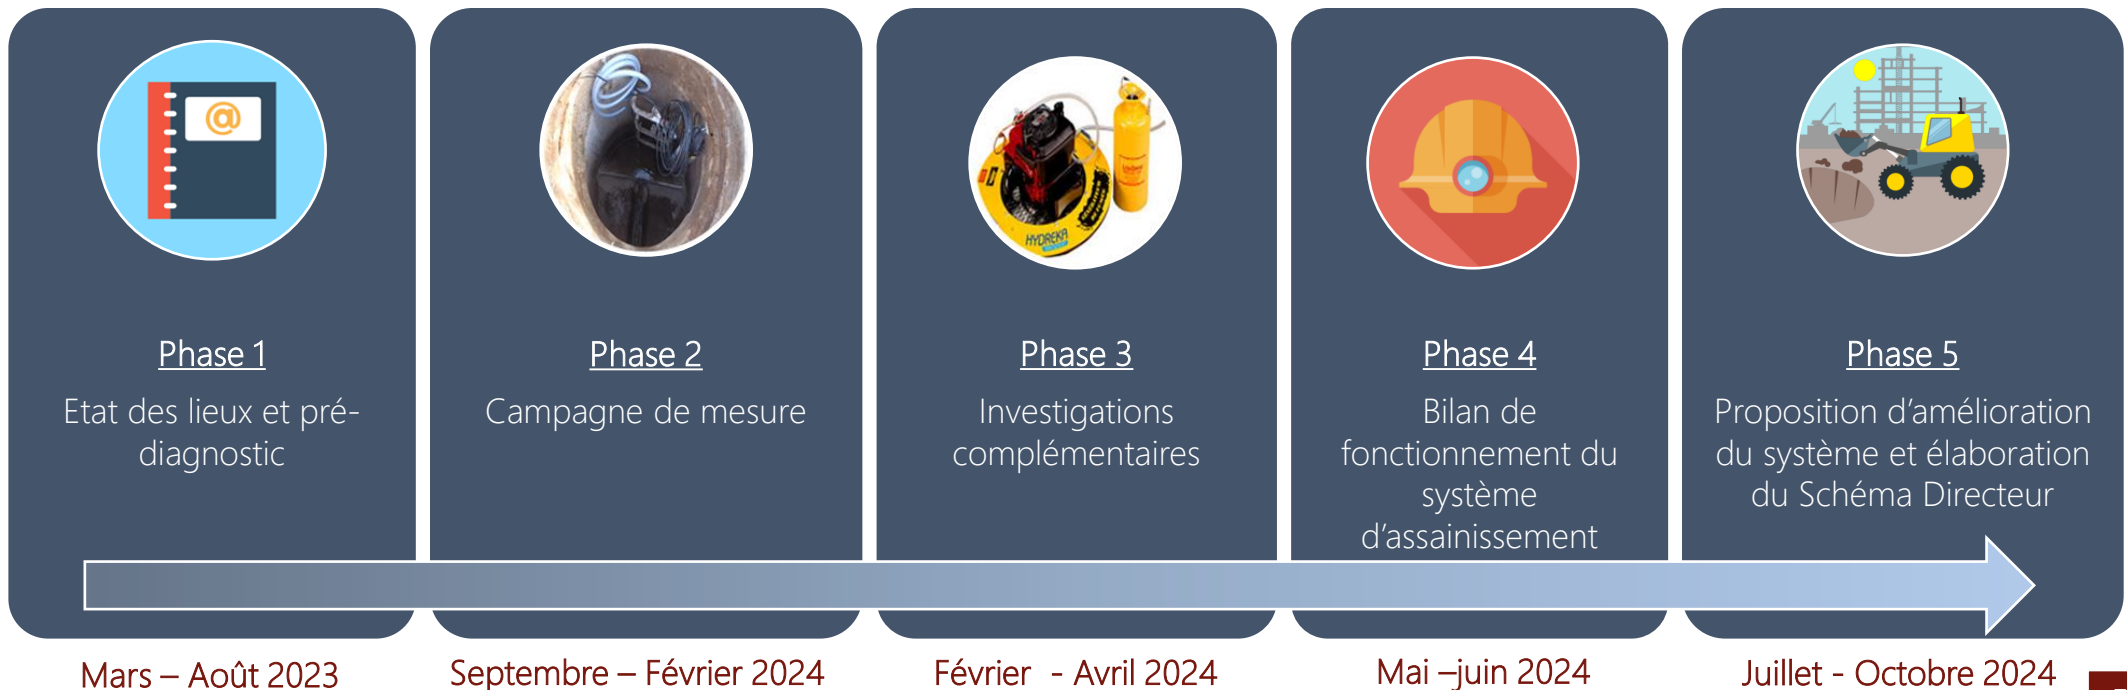 @
HYDREKA
Phase 1
Etat des lieux et pré-
diagnostic
Phase 2
Campagne de mesure
Phase 3
Investigations
complémentaires
Phase 4
Bilan de
fonctionnement du
système
d’assainissement
Phase 5
Proposition d’amélioration
du système et élaboration
du Schéma Directeur
Mars – Août 2023
Septembre – Février 2024
Février - Avril 2024
Mai –juin 2024
Juillet - Octobre 2024